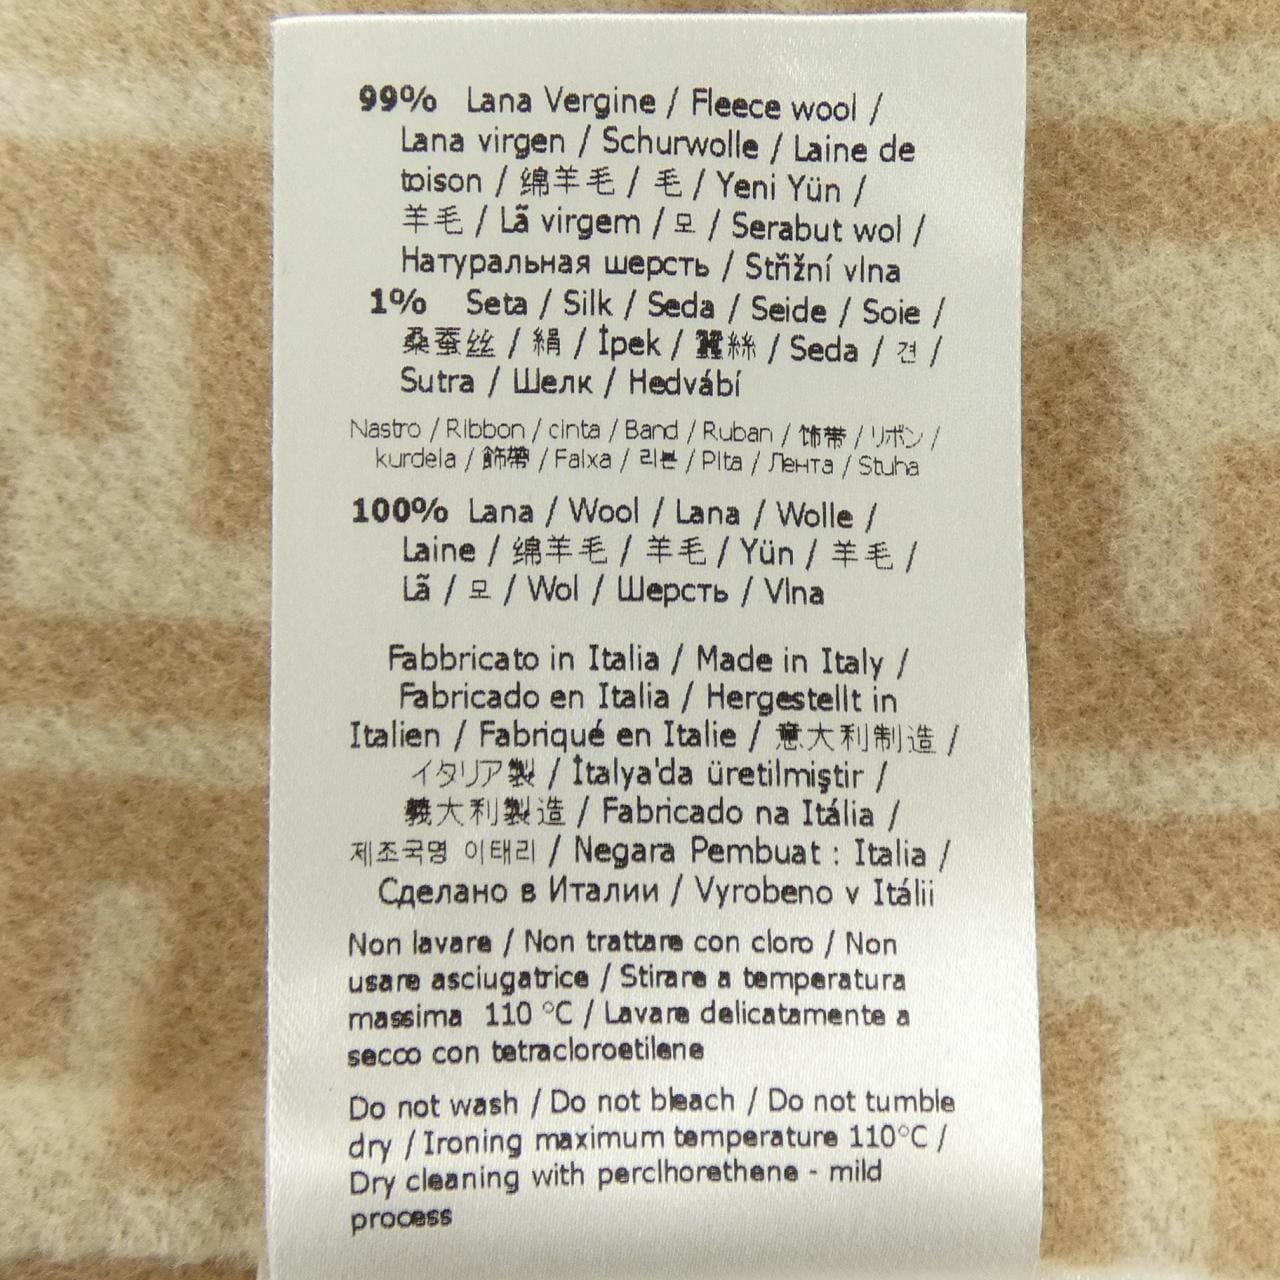 99% Lana Vergine / Fleece wool /
Lana virgen / Schurwolle / Laine de
toison / 绵羊毛 / 毛 / Yeni Yün /
羊毛 / Lã virgem / 모 / Serabut wol /
Натуральная шерсть / Stñžní vlna
1% Seta / Silk / Seda / Seide / Soie /
桑蚕丝 / 絹 / İpek / 蠶絲 / Seda / 견 /
Sutra / Шелк / Hedvábí
Nastro / Ribbon / cinta / Band / Ruban / 饰带 / リボン /
kurdela / 飾帶 / Faixa / 리본 / Pita / Лента / Stuha
100% Lana / Wool / Lana / Wolle /
Laine / 绵羊毛 / 羊毛 / Yün / 羊毛 /
Lã / 모 / Wol / Шерсть / Vlna
Fabbricato in Italia / Made in Italy /
Fabricado en Italia / Hergestellt in
Italien / Fabriqué en Italie / 意大利制造 /
イタリア製 / İtalya'da üretilmiştir /
義大利製造 / Fabricado na Itália /
제조국명 이태리 / Negara Pembuat : Italia /
Сделано в Италии / Vyrobeno v Itálii
Non lavare / Non trattare con cloro / Non
usare asciugatrice / Stirare a temperatura
massima 110 °C / Lavare delicatamente a
secco con tetracloroetilene
Do not wash / Do not bleach / Do not tumble
dry / Ironing maximum temperature 110°C /
Dry cleaning with perclhorethene - mild
process